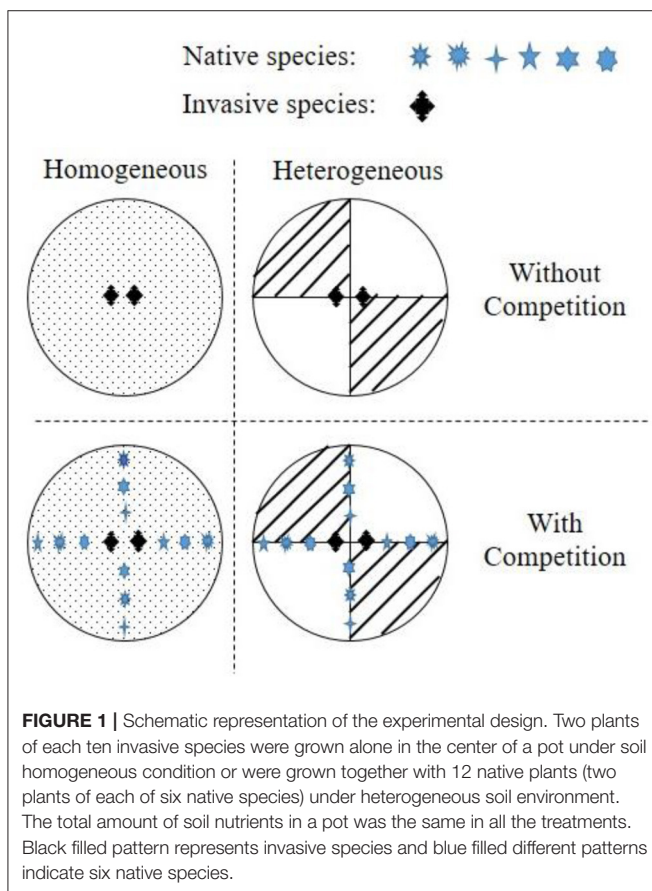 Native species:
Invasive species:
Homogeneous Heterogeneous
Without
Competition
With
Competition
FIGURE 1 | Schematic representation of the experimental design. Two plants
of each ten invasive species were grown alone in the center of a pot under soil
homogeneous condition or were grown together with 12 native plants (two
plants of each of six native species) under heterogeneous soil environment.
The total amount of soil nutrients in a pot was the same in all the treatments.
Black filled pattern represents invasive species and blue filled different patterns
indicate six native species.